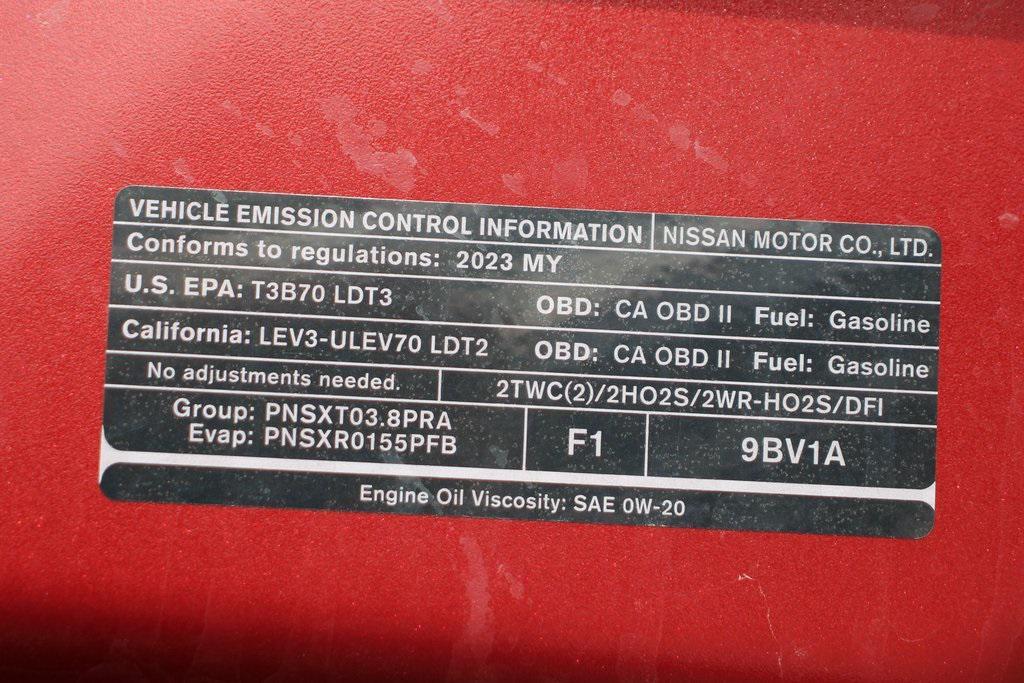 VEHICLE EMISSION CONTROL INFORMATION NISSAN MOTOR CO., LTD.
Conforms to regulations: 2023 MY
U.S. EPA: T3B70 LDT3 OBD: CA OBD II Fuel: Gasoline
California: LEV3-ULEV70 LDT2 OBD: CA OBD II Fuel: Gasoline
No adjustments needed. 2TWC(2)/2HO2S/2WR-HO2S/DFI
Group: PNSXT03.8PRA
Evap: PNSXR0155PFB
F1 9BV1A
Engine Oil Viscosity: SAE 0W-20